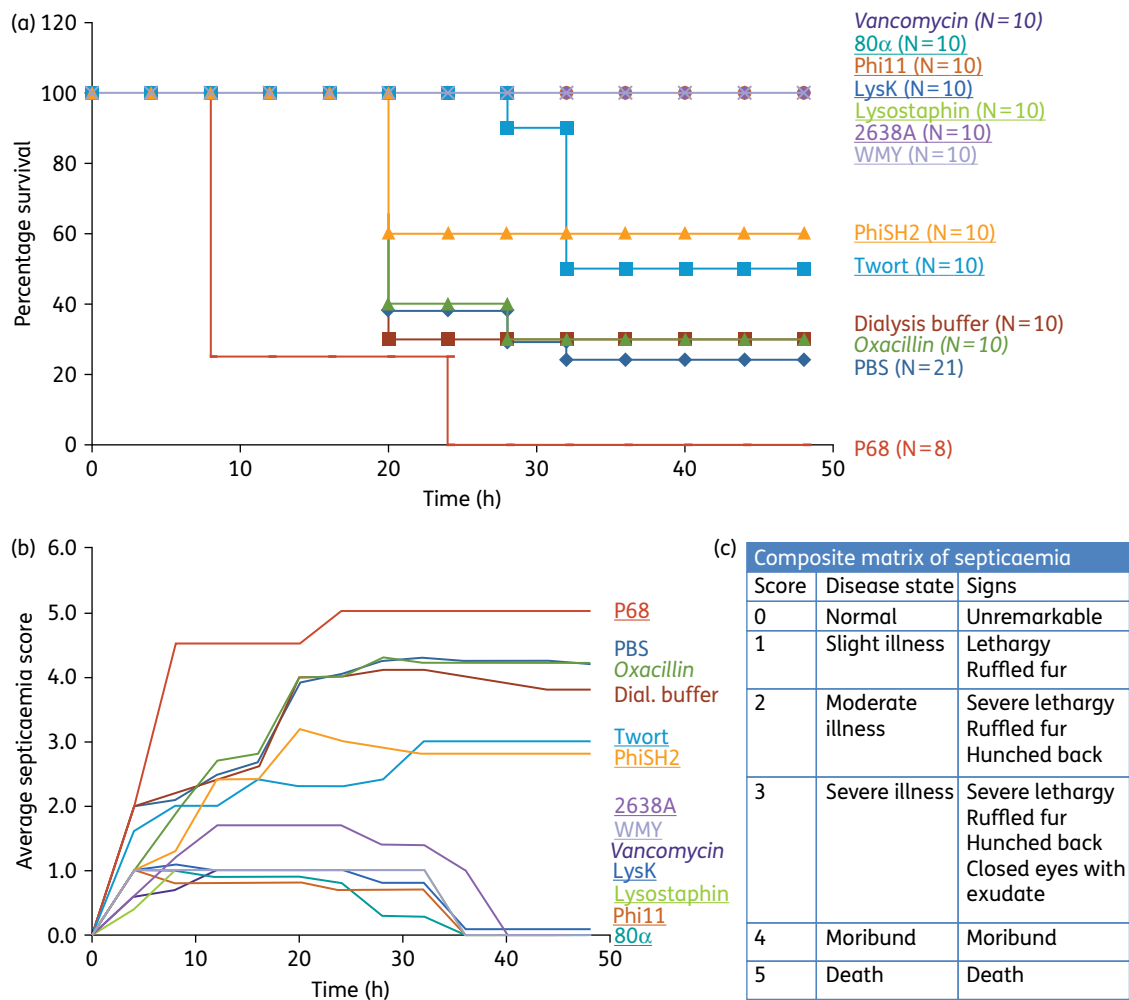 (a)
120
100
80
60
40
20
0
Percentage survival
0 10 20 30 40 50
Time (h)
Vancomycin (N=10)
80α (N=10)
Phi11 (N=10)
LysK (N=10)
Lysostaphin (N=10)
2638A (N=10)
WMY (N=10)
PhiSH2 (N=10)
Twort (N=10)
Dialysis buffer (N=10)
Oxacillin (N=10)
PBS (N=21)
P68 (N=8)
(b)
6.0
5.0
4.0
3.0
2.0
1.0
0.0
Average septicaemia score
0 10 20 30 40 50
Time (h)
P68
PBS
Oxacillin
Dial. buffer
Twort
PhiSH2
2638A
WMY
Vancomycin
LysK
Lysostaphin
Phi11
80α
(c)
Composite matrix of septicaemia
Score Disease state Signs
0 Normal Unremarkable
1 Slight illness Lethargy
Ruffled fur
2 Moderate Severe lethargy
illness Ruffled fur
Hunched back
3 Severe illness Severe lethargy
Ruffled fur
Hunched back
Closed eyes with
exudate
4 Moribund Moribund
5 Death Death